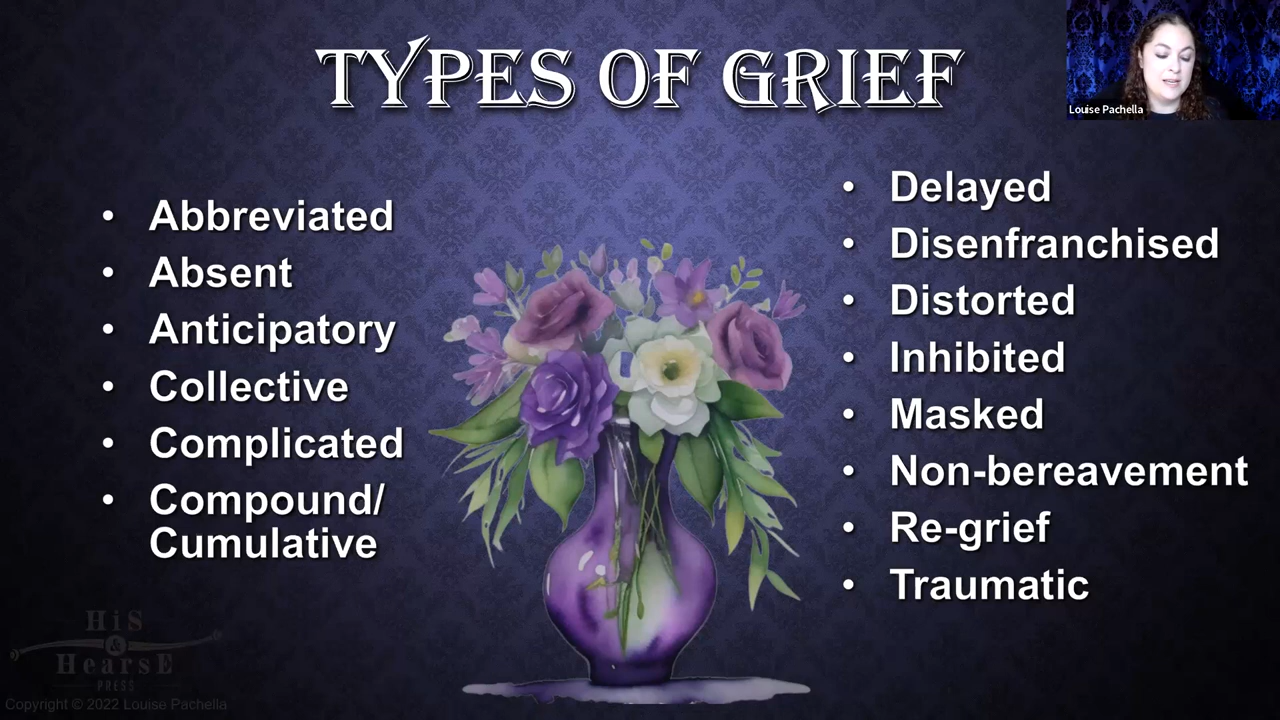 TYPES OF GRIEF
Louise Pachella
• Abbreviated
• Absent
• Anticipatory
• Collective
• Complicated
• Compound/
Cumulative
• Delayed
• Disenfranchised
• Distorted
• Inhibited
• Masked
• Non-bereavement
• Re-grief
• Traumatic
HiS
&
HearsE
PRESS
Copyright © 2022 Louise Pachella